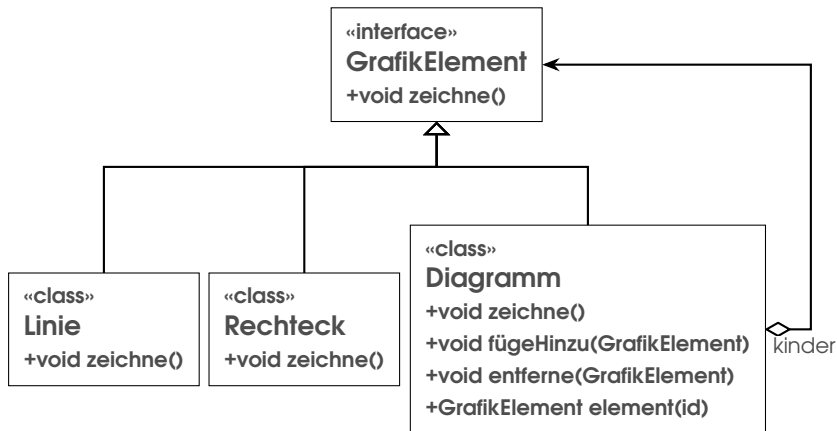 «interface»
GrafikElement
+void zeichne()
«class»
Linie
+void zeichne()
«class»
Rechteck
+void zeichne()
«class»
Diagramm
+void zeichne()
+void fügeHinzu(GrafikElement)
+void entferne(GrafikElement)
+GrafikElement element(id)
kinder